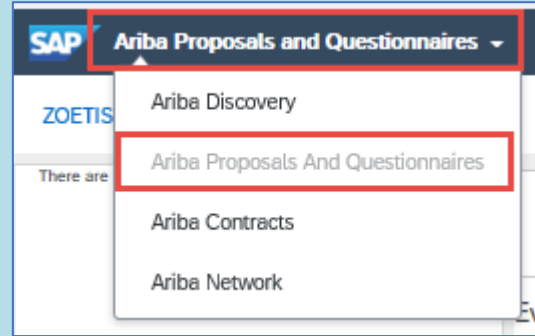 SAP Ariba Proposals and Questionnaires
ZOETIS
Ariba Discovery
Ariba Proposals And Questionnaires
There are
Ariba Contracts
Ariba Network